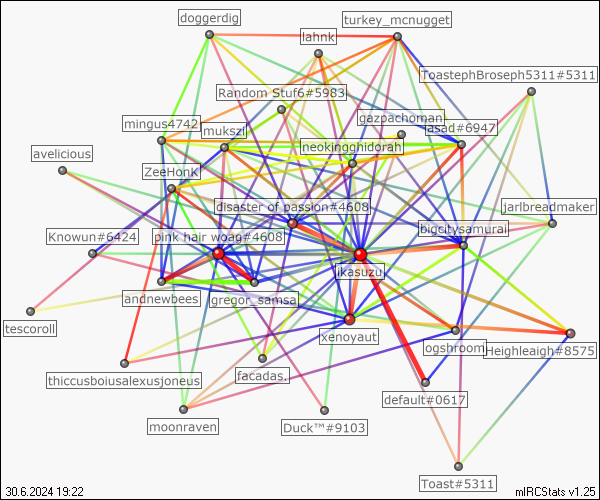 doggerdig
turkey_mcnugget
lahnk
ToastephBroseph5311#5311
Random Stuf6#5983
gazpachoman
mingus4742
mukszi
asad#6947
neokingghidorah
avelicious
ZeeHonk
disaster of passion#4608
jarlbreadmaker
bigcitysamurai
Knowun#6424
pink hair woag#4608
ikasuzu
andnewbees
gregor_samsa
tescoroll
xenoyaut
ogshroom
Heighleaigh#8575
thiccusboiusalexusjoneus
facadas.
default#0617
moonraven
Duck™#9103
Toast#5311
30.6.2024 19:22
mIRCStats v1.25